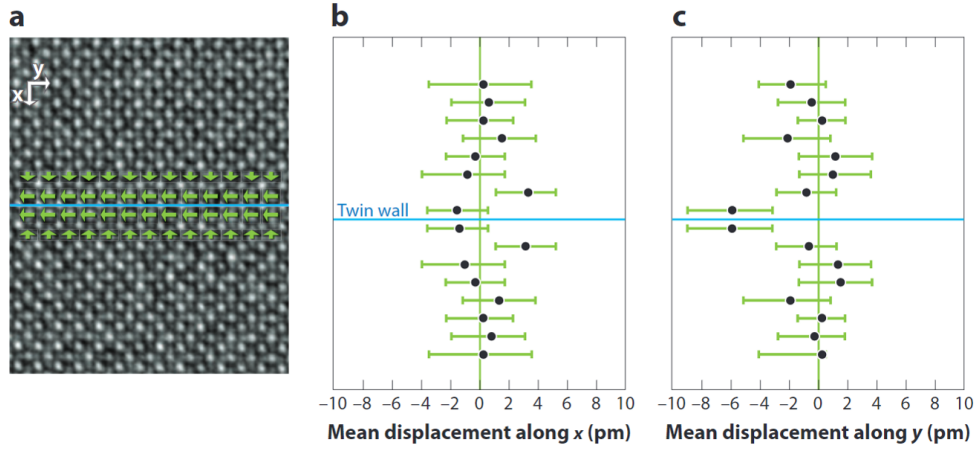 a
b
c
y
x
Twin wall
−10 −8 −6 −4 −2 0 2 4 6 8 10
−10 −8 −6 −4 −2 0 2 4 6 8 10
Mean displacement along x (pm)
Mean displacement along y (pm)